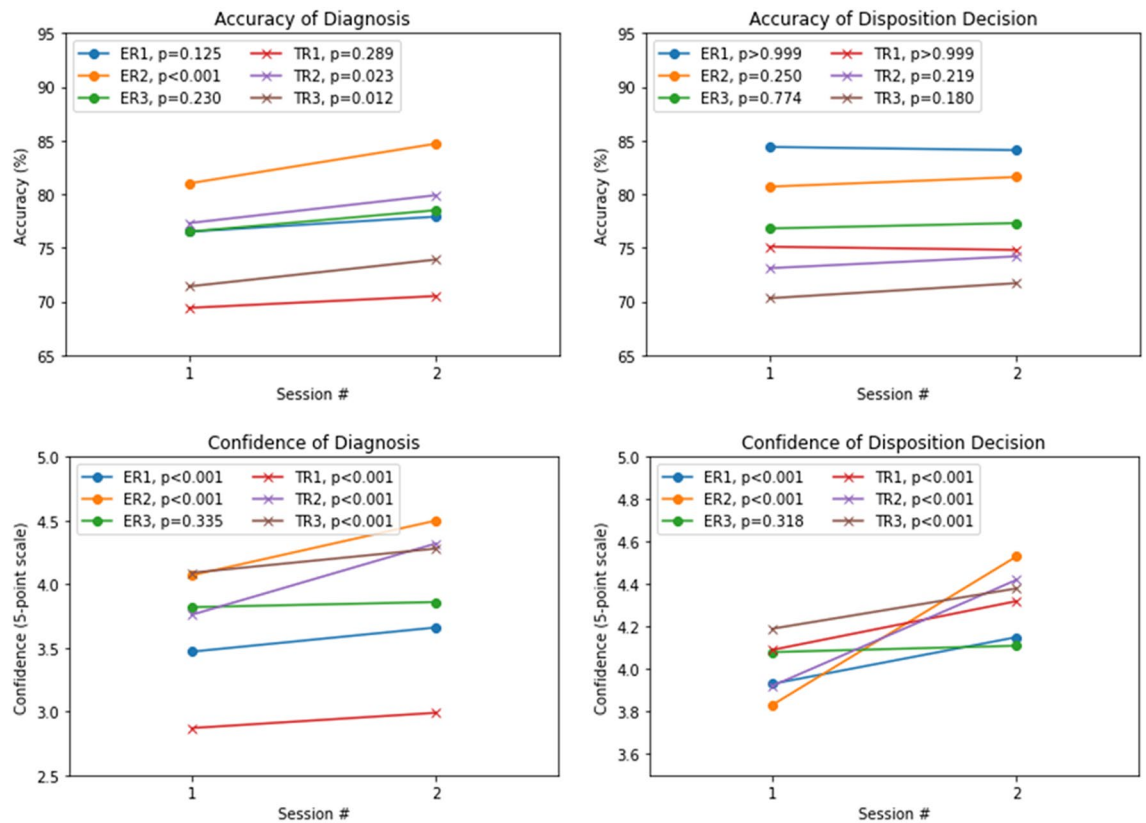 Accuracy of Diagnosis
95
90
85
80
75
70
65
Accuracy (%)
ER1, p=0.125
ER2, p<0.001
ER3, p=0.230
TR1, p=0.289
TR2, p=0.023
TR3, p=0.012
1
2
Session #
Accuracy of Disposition Decision
95
90
85
80
75
70
65
Accuracy (%)
ER1, p>0.999
ER2, p=0.250
ER3, p=0.774
TR1, p>0.999
TR2, p=0.219
TR3, p=0.180
1
2
Session #
Confidence of Diagnosis
5.0
4.5
4.0
3.5
3.0
2.5
Confidence (5-point scale)
ER1, p<0.001
ER2, p<0.001
ER3, p=0.335
TR1, p<0.001
TR2, p<0.001
TR3, p<0.001
1
2
Session #
Confidence of Disposition Decision
5.0
4.8
4.6
4.4
4.2
4.0
3.8
3.6
Confidence (5-point scale)
ER1, p<0.001
ER2, p<0.001
ER3, p=0.318
TR1, p<0.001
TR2, p<0.001
TR3, p<0.001
1
2
Session #